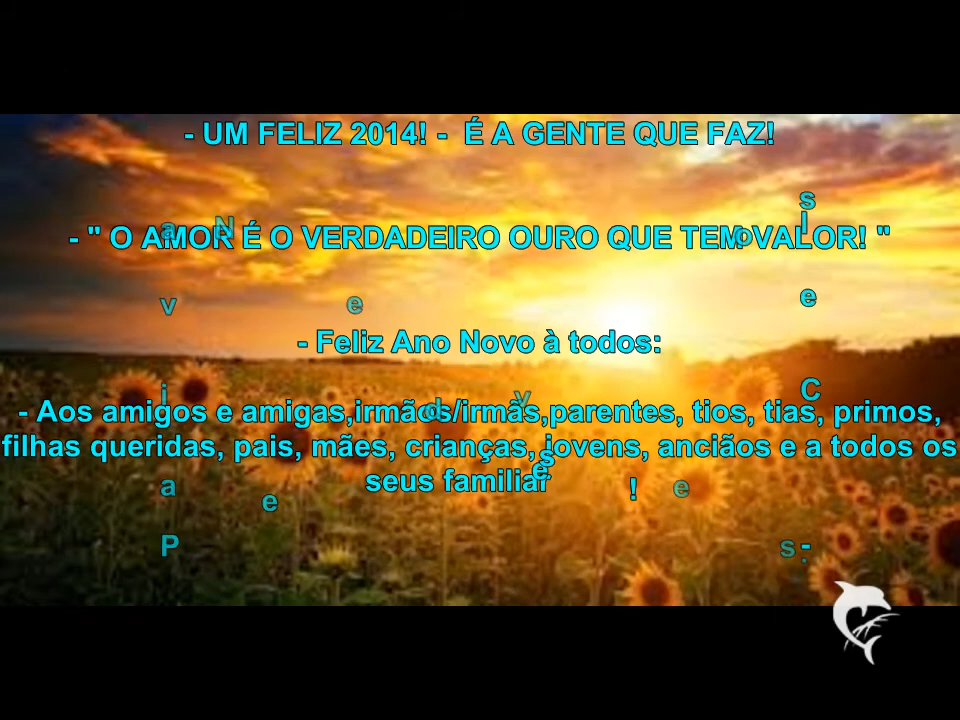 - UM FELIZ 2014! - É A GENTE QUE FAZ!
- " O AMOR É O VERDADEIRO OURO QUE TEM VALOR! "
- Feliz Ano Novo à todos:
- Aos amigos e amigas,irmãos/irmãs,parentes, tios, tias, primos,
filhas queridas, pais, mães, crianças, jovens, anciãos e a todos os
seus familiar